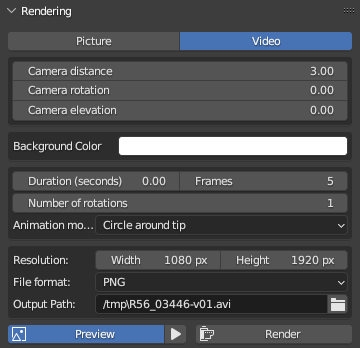 Rendering
Picture Video
Camera distance 3.00
Camera rotation 0.00
Camera elevation 0.00
Background Color
Duration (seconds) 0.00 Frames 5
Number of rotations 1
Animation mo... Circle around tip
Resolution: Width 1080 px Height 1920 px
File format: PNG
Output Path: /tmp\R56_03446-v01.avi
Preview Render